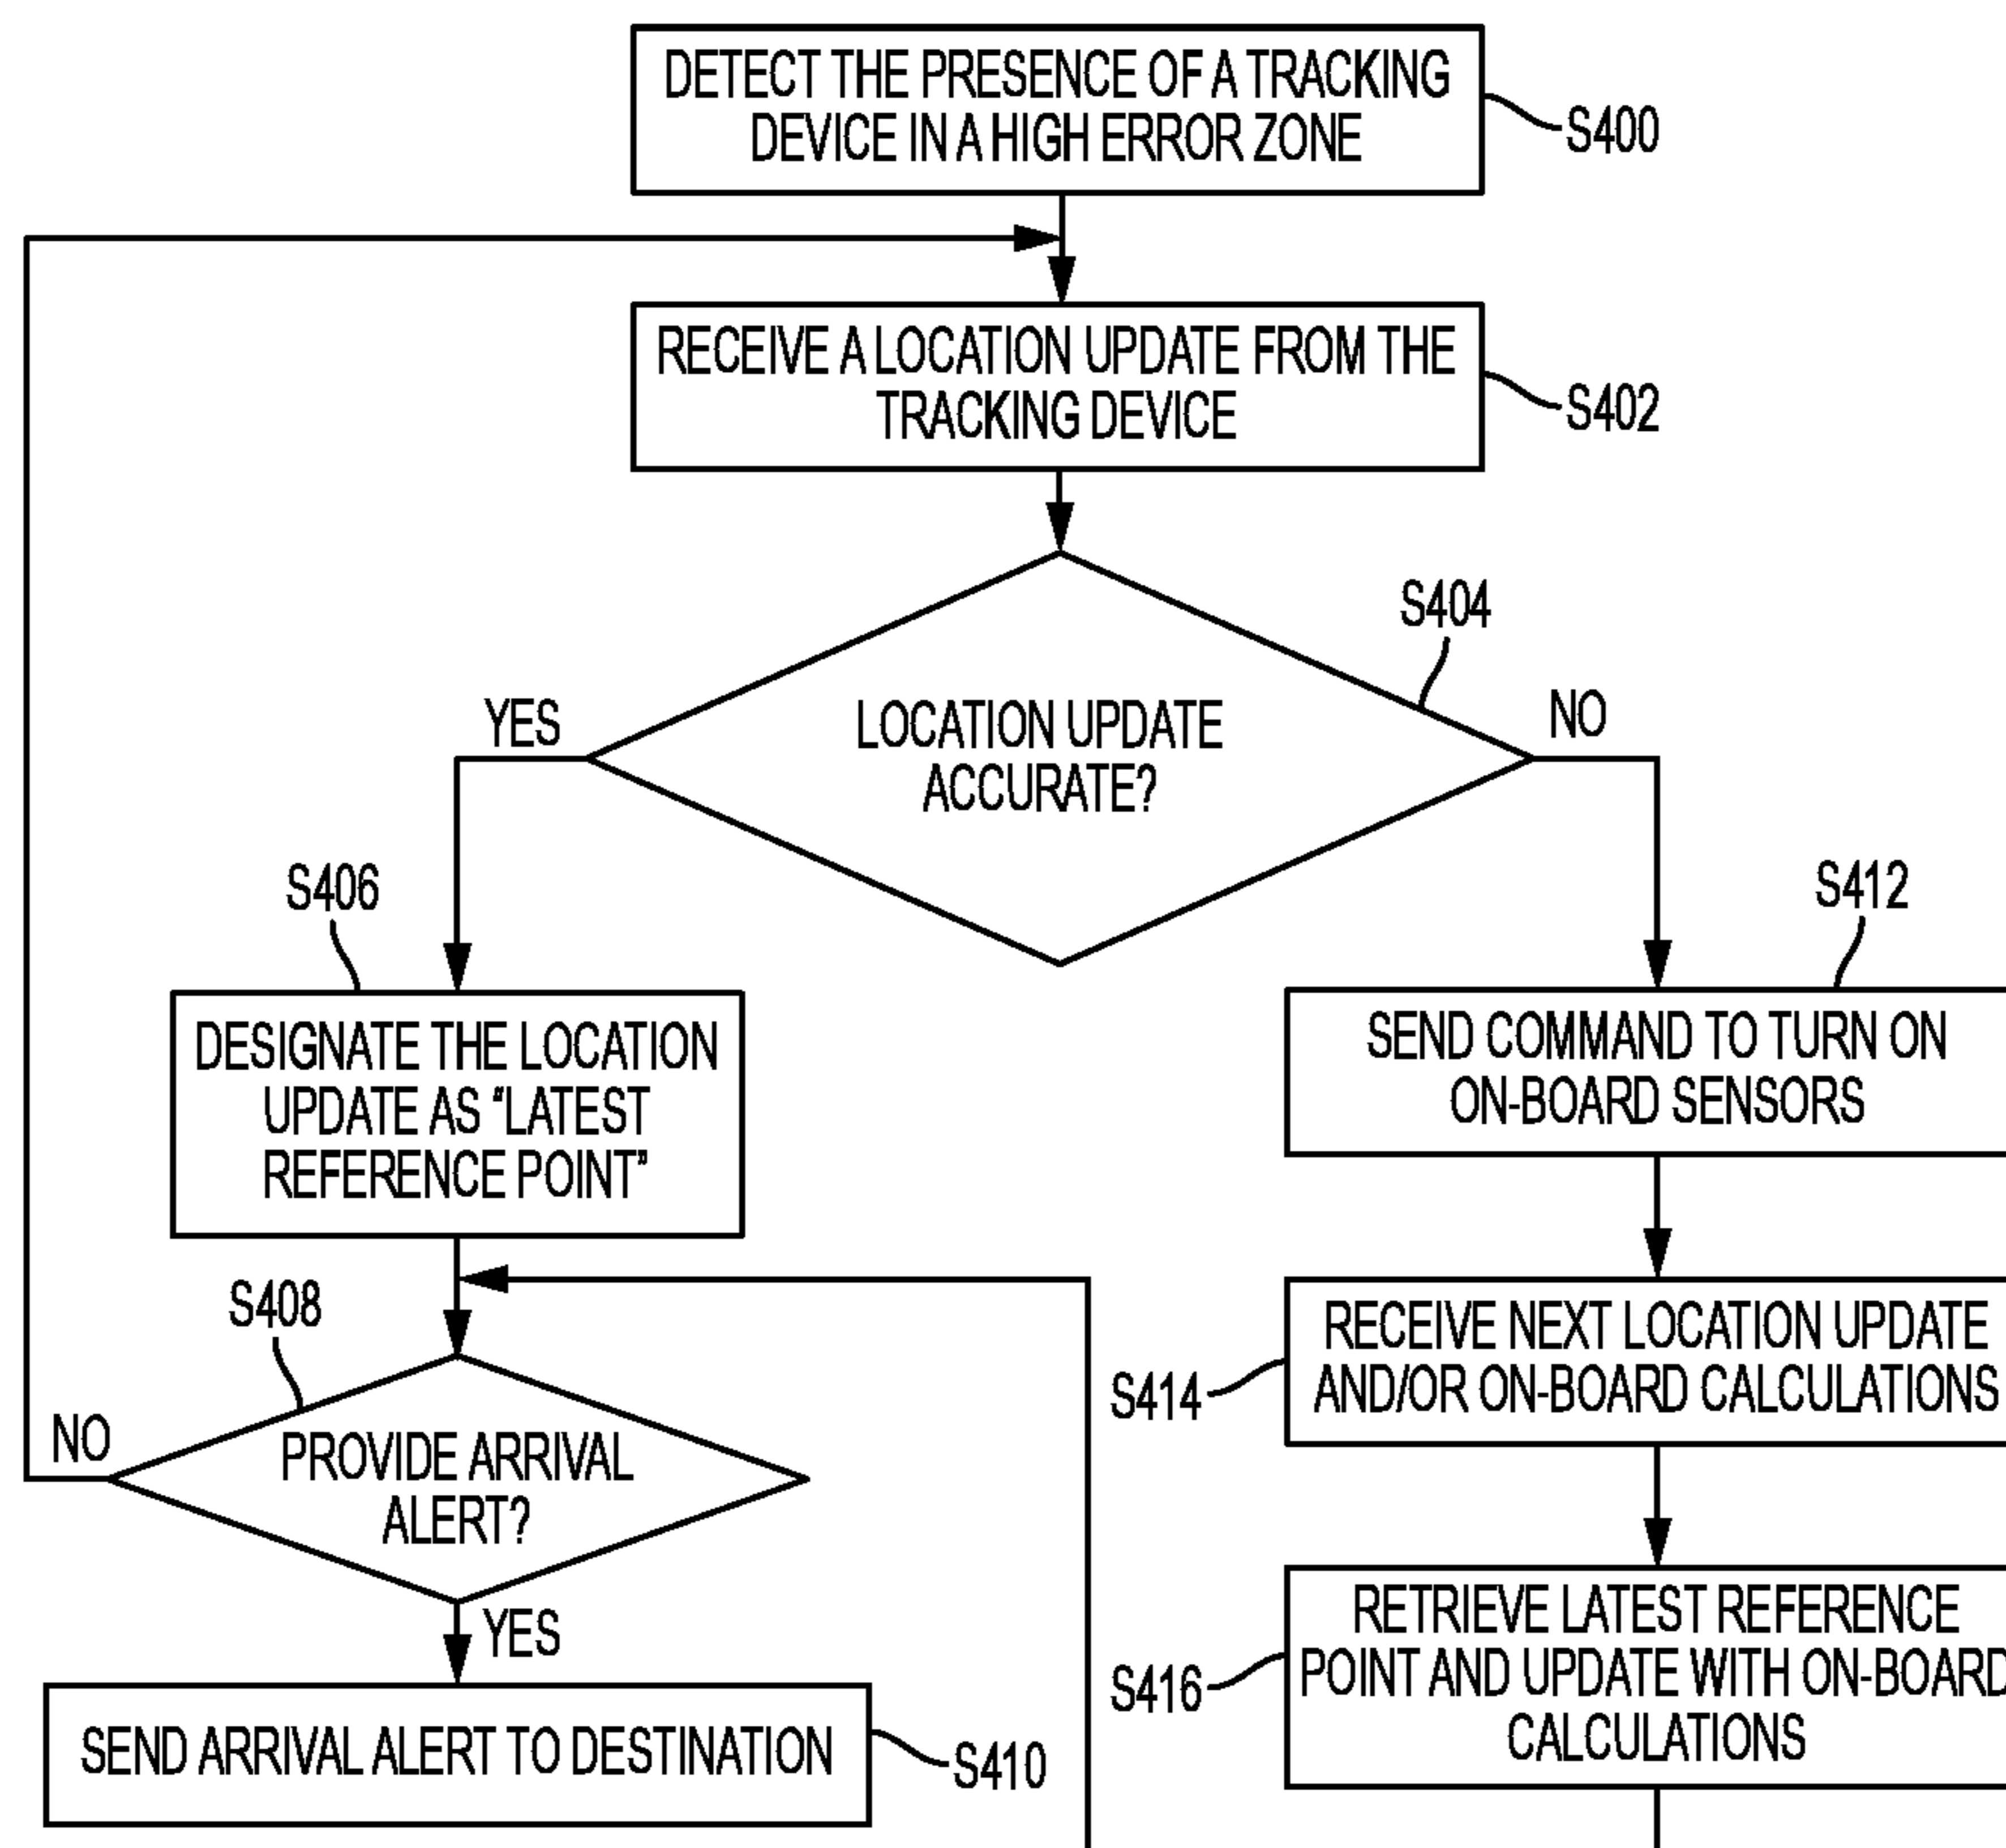 DETECT THE PRESENCE OF A TRACKING
DEVICE IN A HIGH ERROR ZONE
S400
RECEIVE A LOCATION UPDATE FROM THE
TRACKING DEVICE
S402
S404
LOCATION UPDATE
ACCURATE?
YES
NO
S406
DESIGNATE THE LOCATION
UPDATE AS “LATEST
REFERENCE POINT”
S412
SEND COMMAND TO TURN ON
ON-BOARD SENSORS
S408
PROVIDE ARRIVAL
ALERT?
NO
YES
S414
RECEIVE NEXT LOCATION UPDATE
AND/OR ON-BOARD CALCULATIONS
S416
RETRIEVE LATEST REFERENCE
POINT AND UPDATE WITH ON-BOARD
CALCULATIONS
SEND ARRIVAL ALERT TO DESTINATION
S410